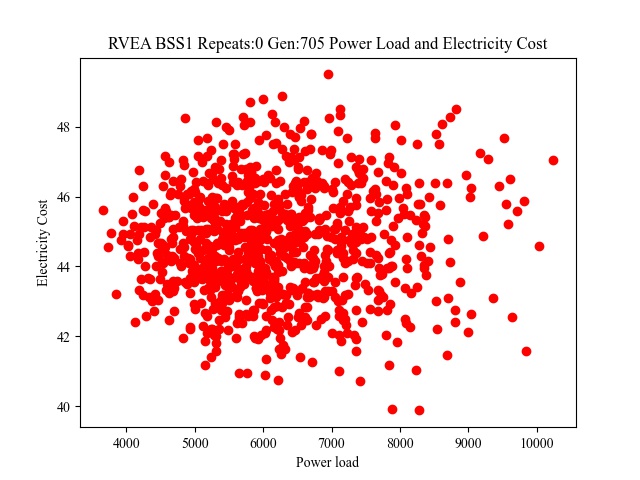 RVEA BSS1 Repeats:0 Gen:705 Power Load and Electricity Cost
Electricity Cost
48
46
44
42
40
4000 5000 6000 7000 8000 9000 10000
Power load